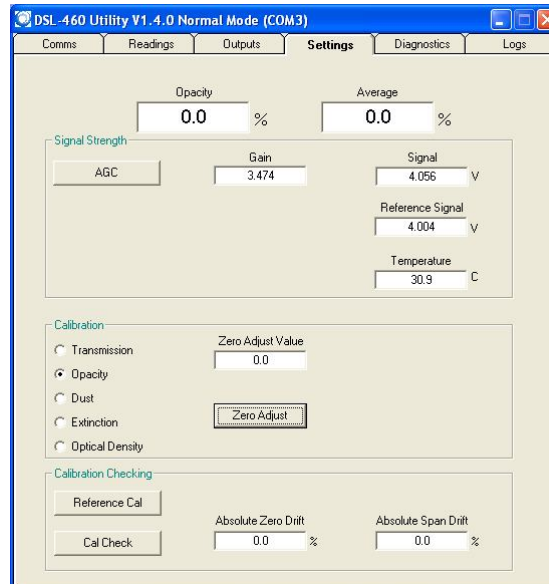 DSL-460 Utility V1.4.0 Normal Mode (COM3)
Comms Readings Outputs Settings Diagnostics Logs
Opacity Average
0.0 % 0.0 %
Signal Strength
Gain Signal
AGC 3.474 4.056 V
Reference Signal
4.004 V
Temperature
30.9 C
Calibration
Zero Adjust Value
Transmission
0.0
Opacity
Dust
Zero Adjust
Extinction
Optical Density
Calibration Checking
Reference Cal
Absolute Zero Drift Absolute Span Drift
Cal Check 0.0 % 0.0 %